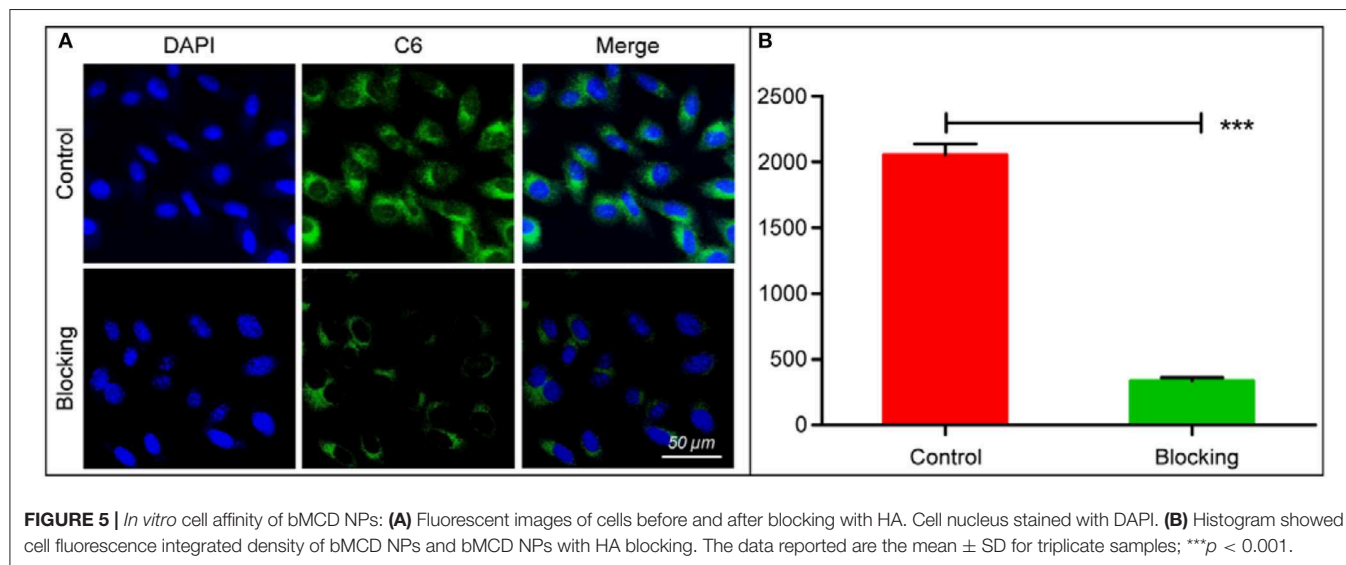 A
DAPI
C6
Merge
Control
Blocking
50 µm
B
2500
2000
1500
1000
500
0
***
Control
Blocking
FIGURE 5 | In vitro cell affinity of bMCD NPs: (A) Fluorescent images of cells before and after blocking with HA. Cell nucleus stained with DAPI. (B) Histogram showed
cell fluorescence integrated density of bMCD NPs and bMCD NPs with HA blocking. The data reported are the mean ± SD for triplicate samples; ***p < 0.001.